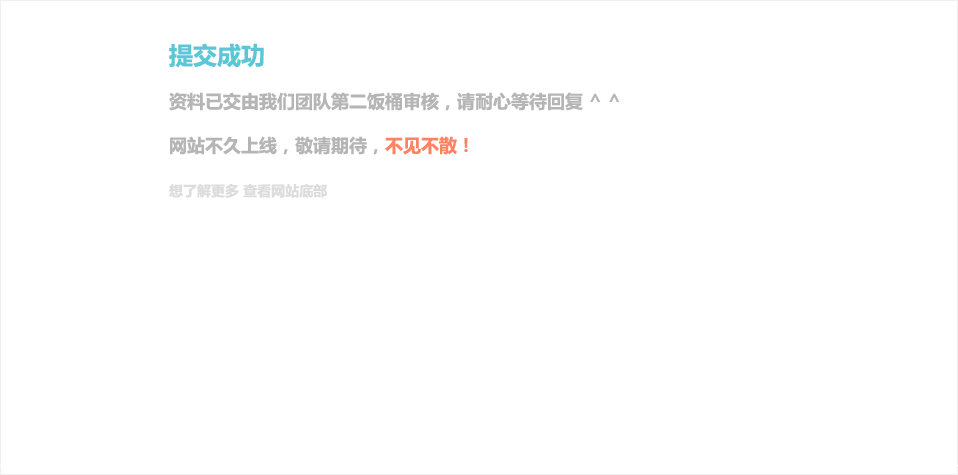 提交成功
资料已交由我们团队第二饭桶审核，请耐心等待回复 ^ ^
网站不久上线，敬请期待，不见不散！
想了解更多 查看网站底部